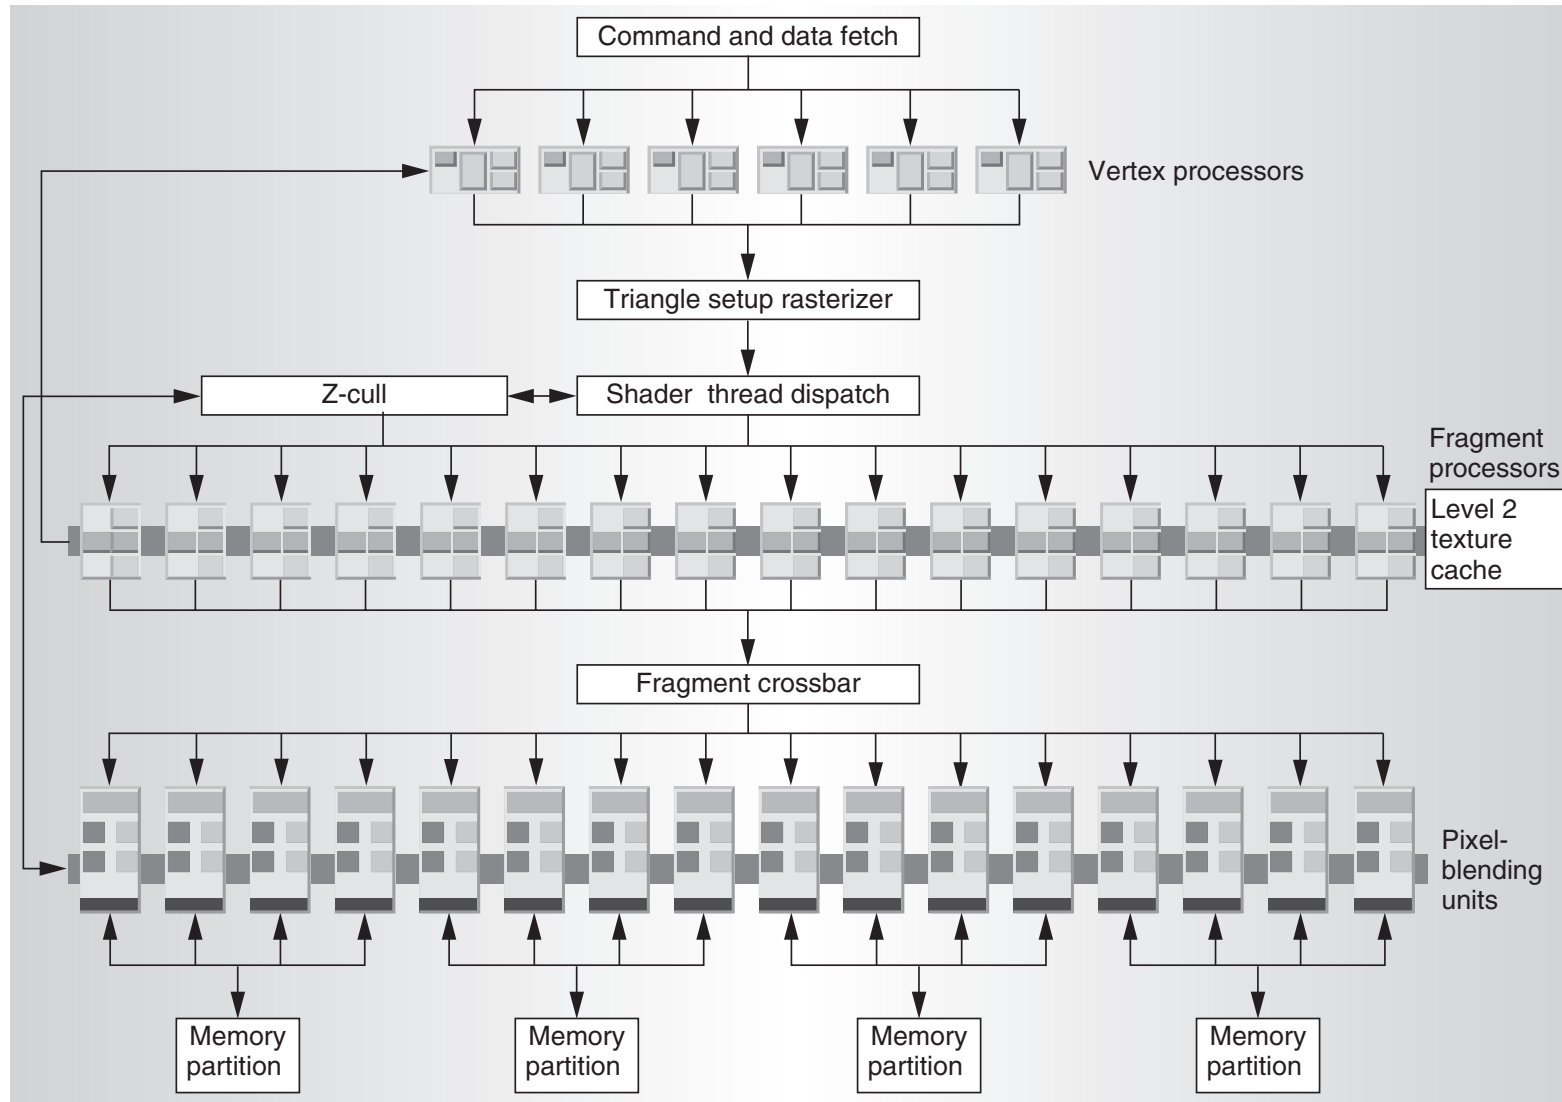 Command and data fetch
Vertex processors
Triangle setup rasterizer
Z-cull
Shader thread dispatch
Fragment
processors
Level 2
texture
cache
Fragment crossbar
Pixel-
blending
units
Memory
partition
Memory
partition
Memory
partition
Memory
partition